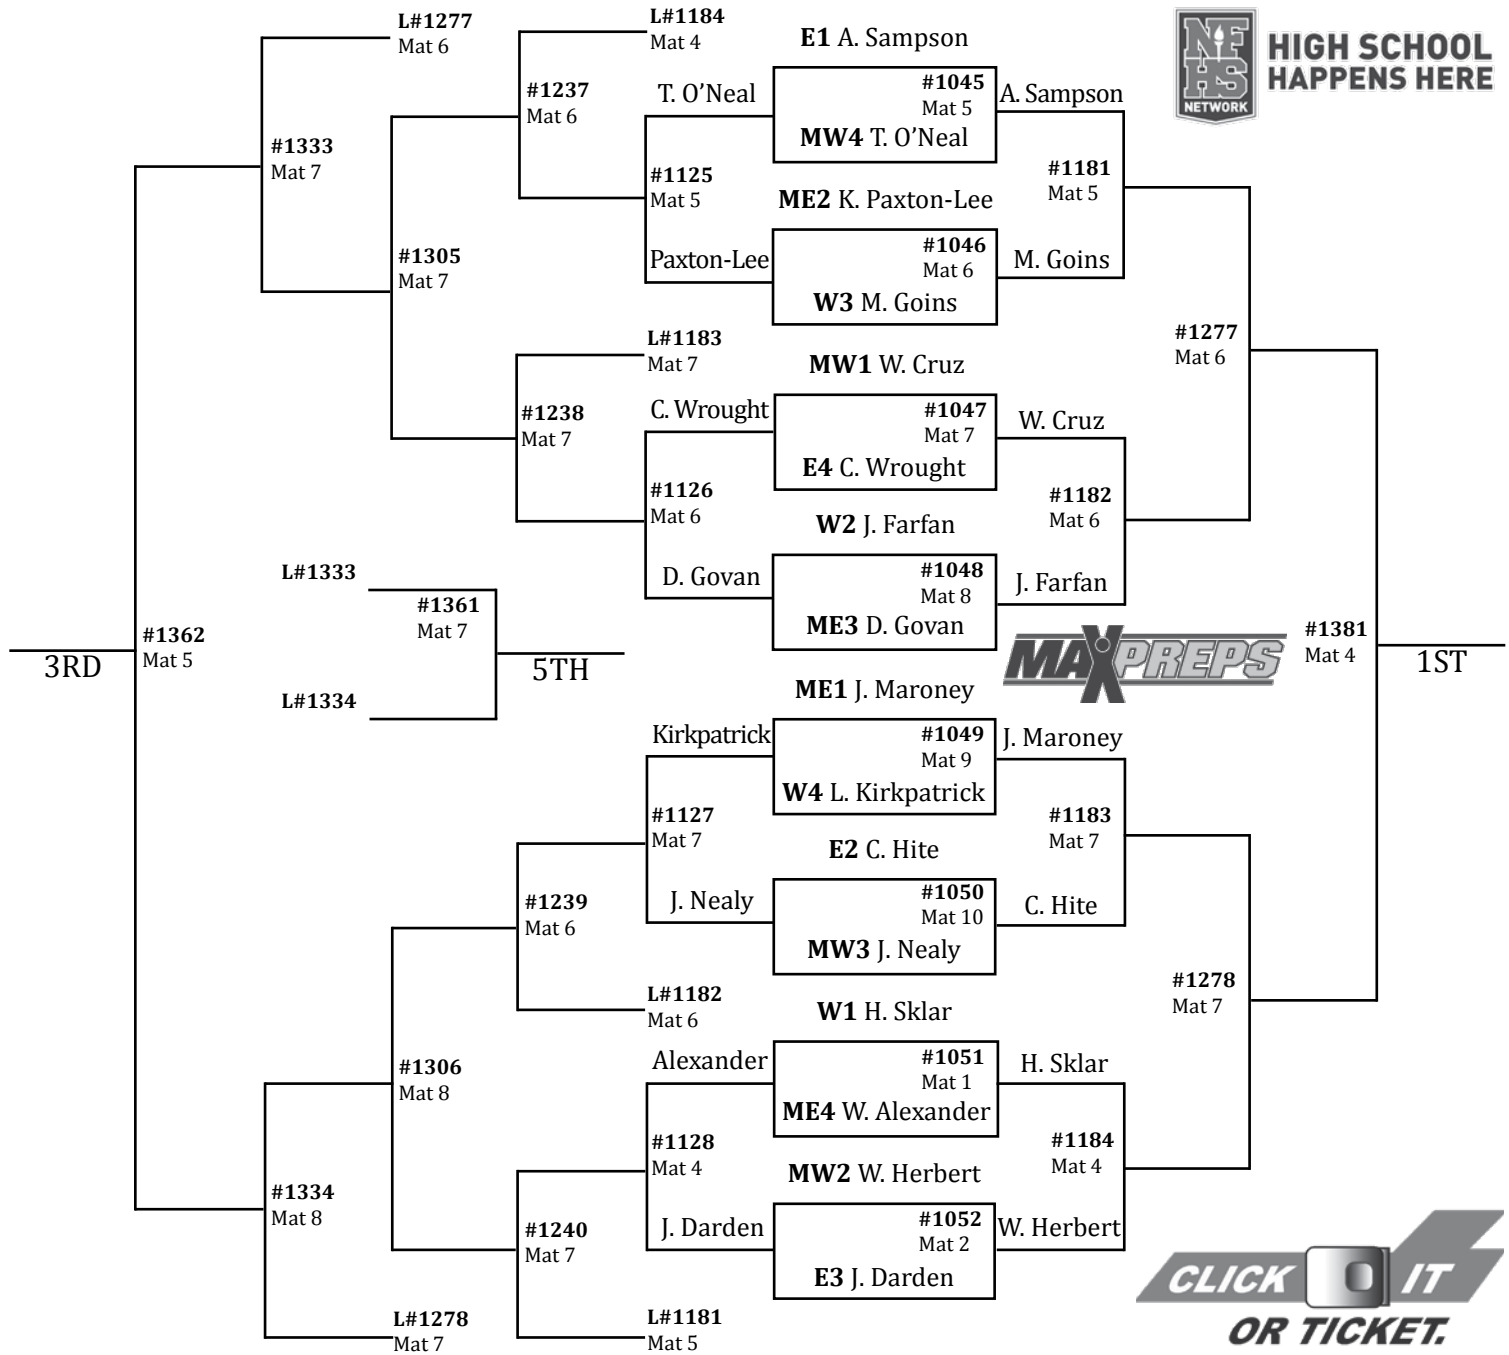 L#1277
Mat 6
L#1184
Mat 4
E1 A. Sampson
NFHS
NETWORK
HIGH SCHOOL
HAPPENS HERE
#1237
Mat 6
T. O’Neal
#1045
Mat 5
A. Sampson
MW4 T. O’Neal
#1333
Mat 7
#1125
Mat 5
#1181
Mat 5
ME2 K. Paxton-Lee
#1305
Mat 7
Paxton-Lee
#1046
Mat 6
M. Goins
W3 M. Goins
L#1183
Mat 7
#1277
Mat 6
MW1 W. Cruz
#1238
Mat 7
C. Wrought
#1047
Mat 7
W. Cruz
E4 C. Wrought
#1126
Mat 6
#1182
Mat 6
W2 J. Farfan
L#1333
D. Govan
#1048
Mat 8
J. Farfan
#1361
Mat 7
ME3 D. Govan
#1362
Mat 5
3RD
5TH
MAXPREPS
#1381
Mat 4
1ST
L#1334
ME1 J. Maroney
Kirkpatrick
#1049
Mat 9
J. Maroney
W4 L. Kirkpatrick
#1127
Mat 7
#1183
Mat 7
E2 C. Hite
#1239
Mat 6
J. Nealy
#1050
Mat 10
C. Hite
MW3 J. Nealy
#1278
Mat 7
L#1182
Mat 6
W1 H. Sklar
#1306
Mat 8
Alexander
#1051
Mat 1
H. Sklar
ME4 W. Alexander
#1128
Mat 4
#1184
Mat 4
MW2 W. Herbert
#1334
Mat 8
#1240
Mat 7
J. Darden
#1052
Mat 2
W. Herbert
E3 J. Darden
L#1278
Mat 7
L#1181
Mat 5
CLICK IT
OR TICKET.